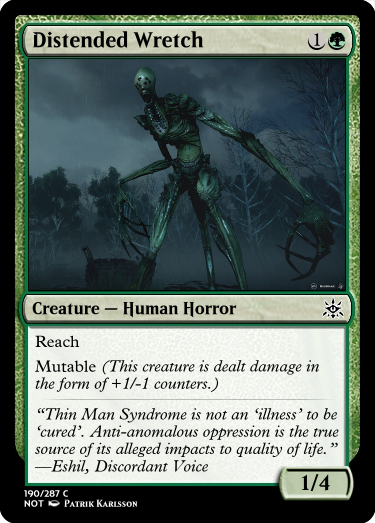 Distended Wretch 1
Creature — Human Horror
Reach
Mutable (This creature is dealt damage in
the form of +1/-1 counters.)
“Thin Man Syndrome is not an ‘illness’ to be
‘cured’. Anti-anomalous oppression is the true
source of its alleged impacts to quality of life.”
—Eshil, Discordant Voice
1/4
190/287 C
NOT Patrik Karlsson